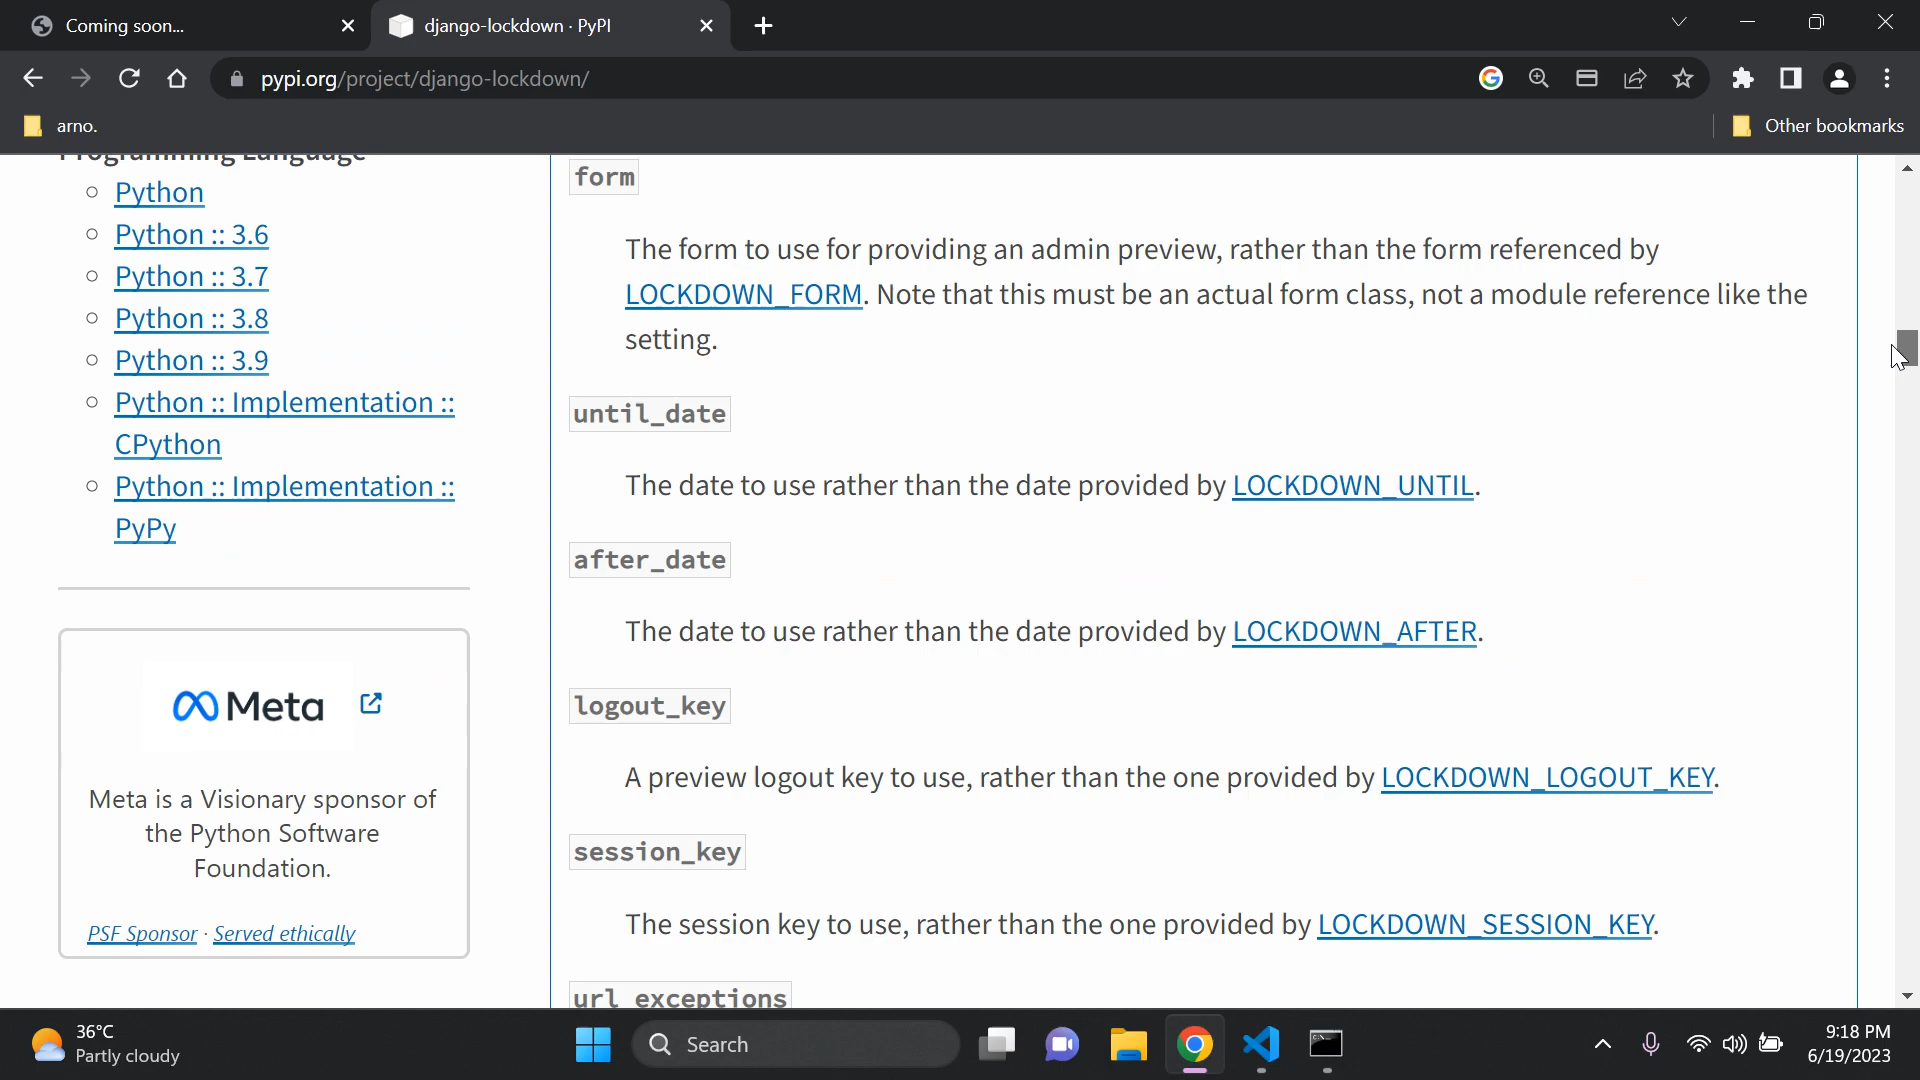 Coming soon...
django-lockdown · PyPI
pypi.org/project/django-lockdown/
arno.
Other bookmarks
Programming Language
Python
Python :: 3.6
Python :: 3.7
Python :: 3.8
Python :: 3.9
Python :: Implementation ::
CPython
Python :: Implementation ::
PyPy
Meta
Meta is a Visionary sponsor of
the Python Software
Foundation.
PSF Sponsor · Served ethically
form
The form to use for providing an admin preview, rather than the form referenced by
LOCKDOWN_FORM. Note that this must be an actual form class, not a module reference like the
setting.
until_date
The date to use rather than the date provided by LOCKDOWN_UNTIL.
after_date
The date to use rather than the date provided by LOCKDOWN_AFTER.
logout_key
A preview logout key to use, rather than the one provided by LOCKDOWN_LOGOUT_KEY.
session_key
The session key to use, rather than the one provided by LOCKDOWN_SESSION_KEY.
url_exceptions
36°C
Partly cloudy
Search
9:18 PM
6/19/2023